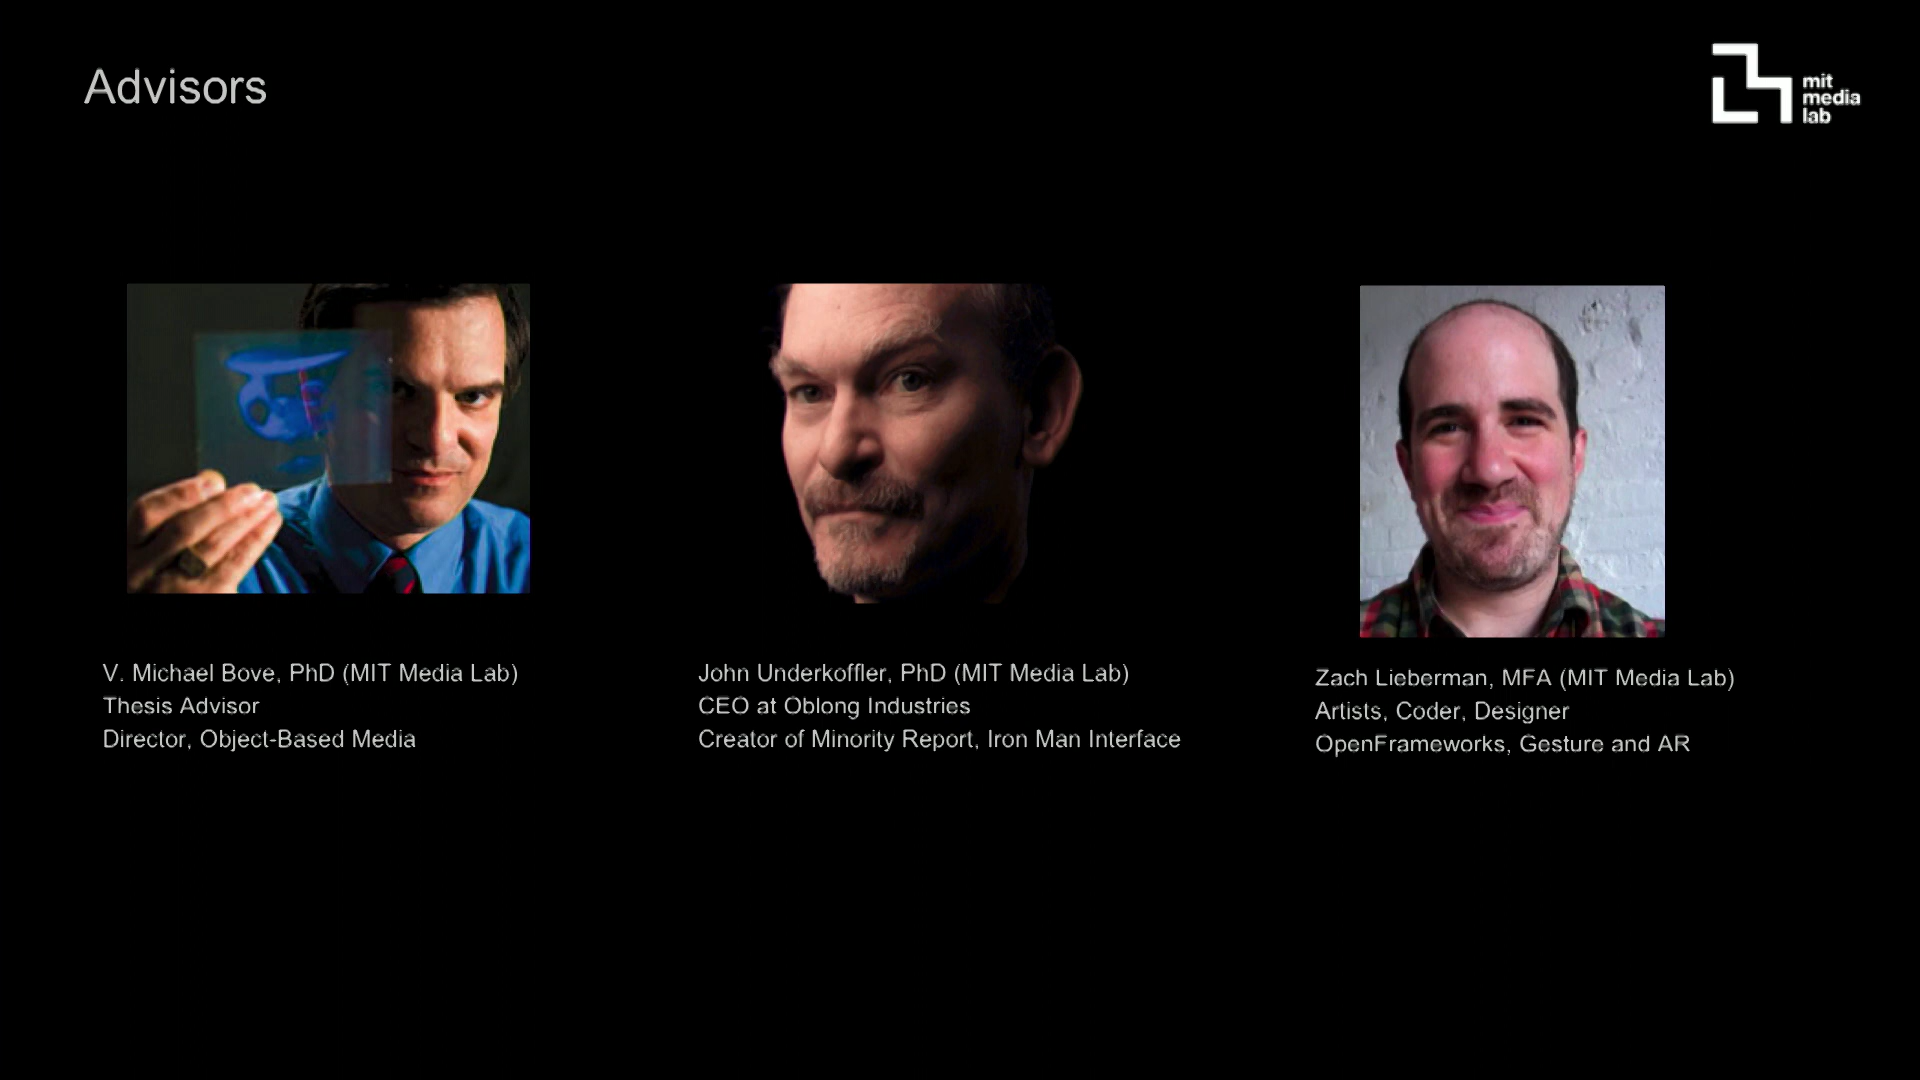 Advisors
mit
media
lab
V. Michael Bove, PhD (MIT Media Lab)
Thesis Advisor
Director, Object-Based Media
John Underkoffler, PhD (MIT Media Lab)
CEO at Oblong Industries
Creator of Minority Report, Iron Man Interface
Zach Lieberman, MFA (MIT Media Lab)
Artists, Coder, Designer
OpenFrameworks, Gesture and AR